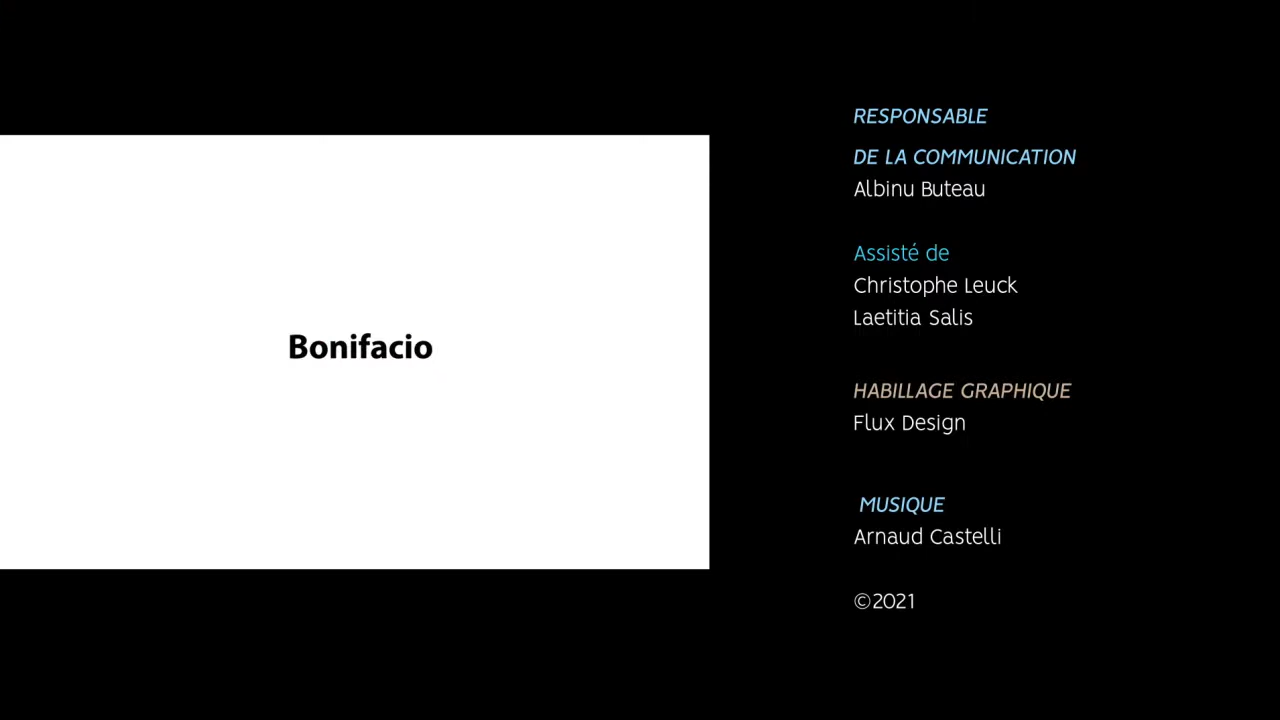 Bonifacio
RESPONSABLE
DE LA COMMUNICATION
Albinu Buteau
Assisté de
Christophe Leuck
Laetitia Salis
HABILLAGE GRAPHIQUE
Flux Design
MUSIQUE
Arnaud Castelli
©2021